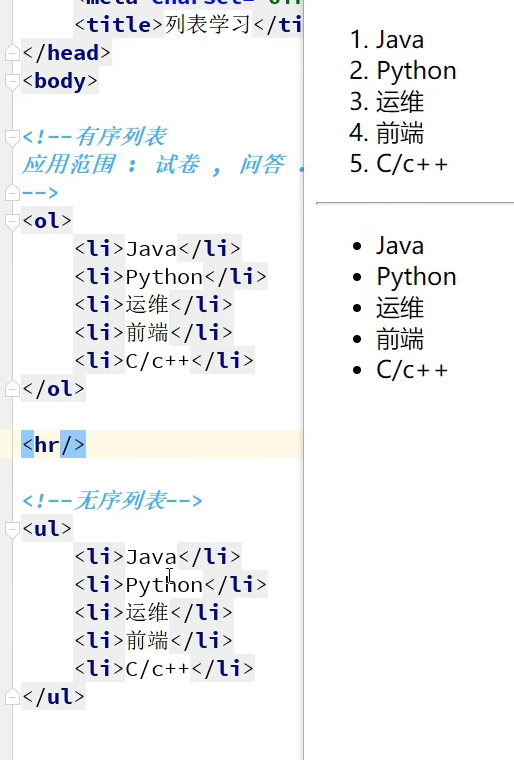 <meta charset="
<title>列表学习</ti
</head>
<body>
<!--有序列表
应用范围 : 试卷 , 问答 .
-->
<ol>
<li>Java</li>
<li>Python</li>
<li>运维</li>
<li>前端</li>
<li>C/c++</li>
</ol>
<hr/>
<!--无序列表-->
<ul>
<li>Java</li>
<li>Python</li>
<li>运维</li>
<li>前端</li>
<li>C/c++</li>
</ul>
1. Java
2. Python
3. 运维
4. 前端
5. C/c++
• Java
• Python
• 运维
• 前端
• C/c++